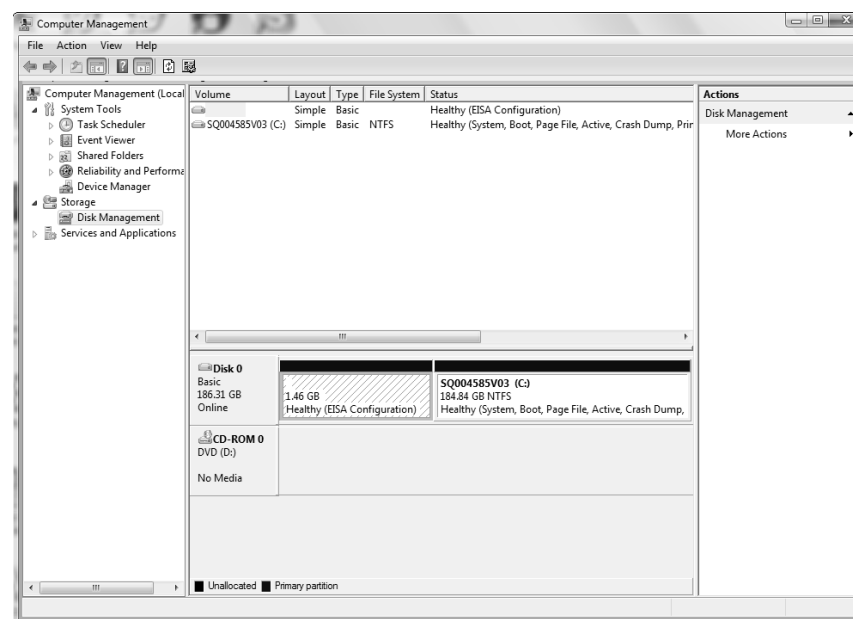 Computer Management
File Action View Help
Computer Management (Local
System Tools
Task Scheduler
Event Viewer
Shared Folders
Reliability and Performa
Device Manager
Storage
Disk Management
Services and Applications
Volume Layout Type File System Status
Simple Basic Healthy (EISA Configuration)
SQ004585V03 (C:) Simple Basic NTFS Healthy (System, Boot, Page File, Active, Crash Dump, Prir
Disk 0
Basic
186.31 GB
Online
1.46 GB
Healthy (EISA Configuration)
SQ004585V03 (C:)
184.84 GB NTFS
Healthy (System, Boot, Page File, Active, Crash Dump,
CD-ROM 0
DVD (D:)
No Media
Unallocated Primary partition
Actions
Disk Management
More Actions